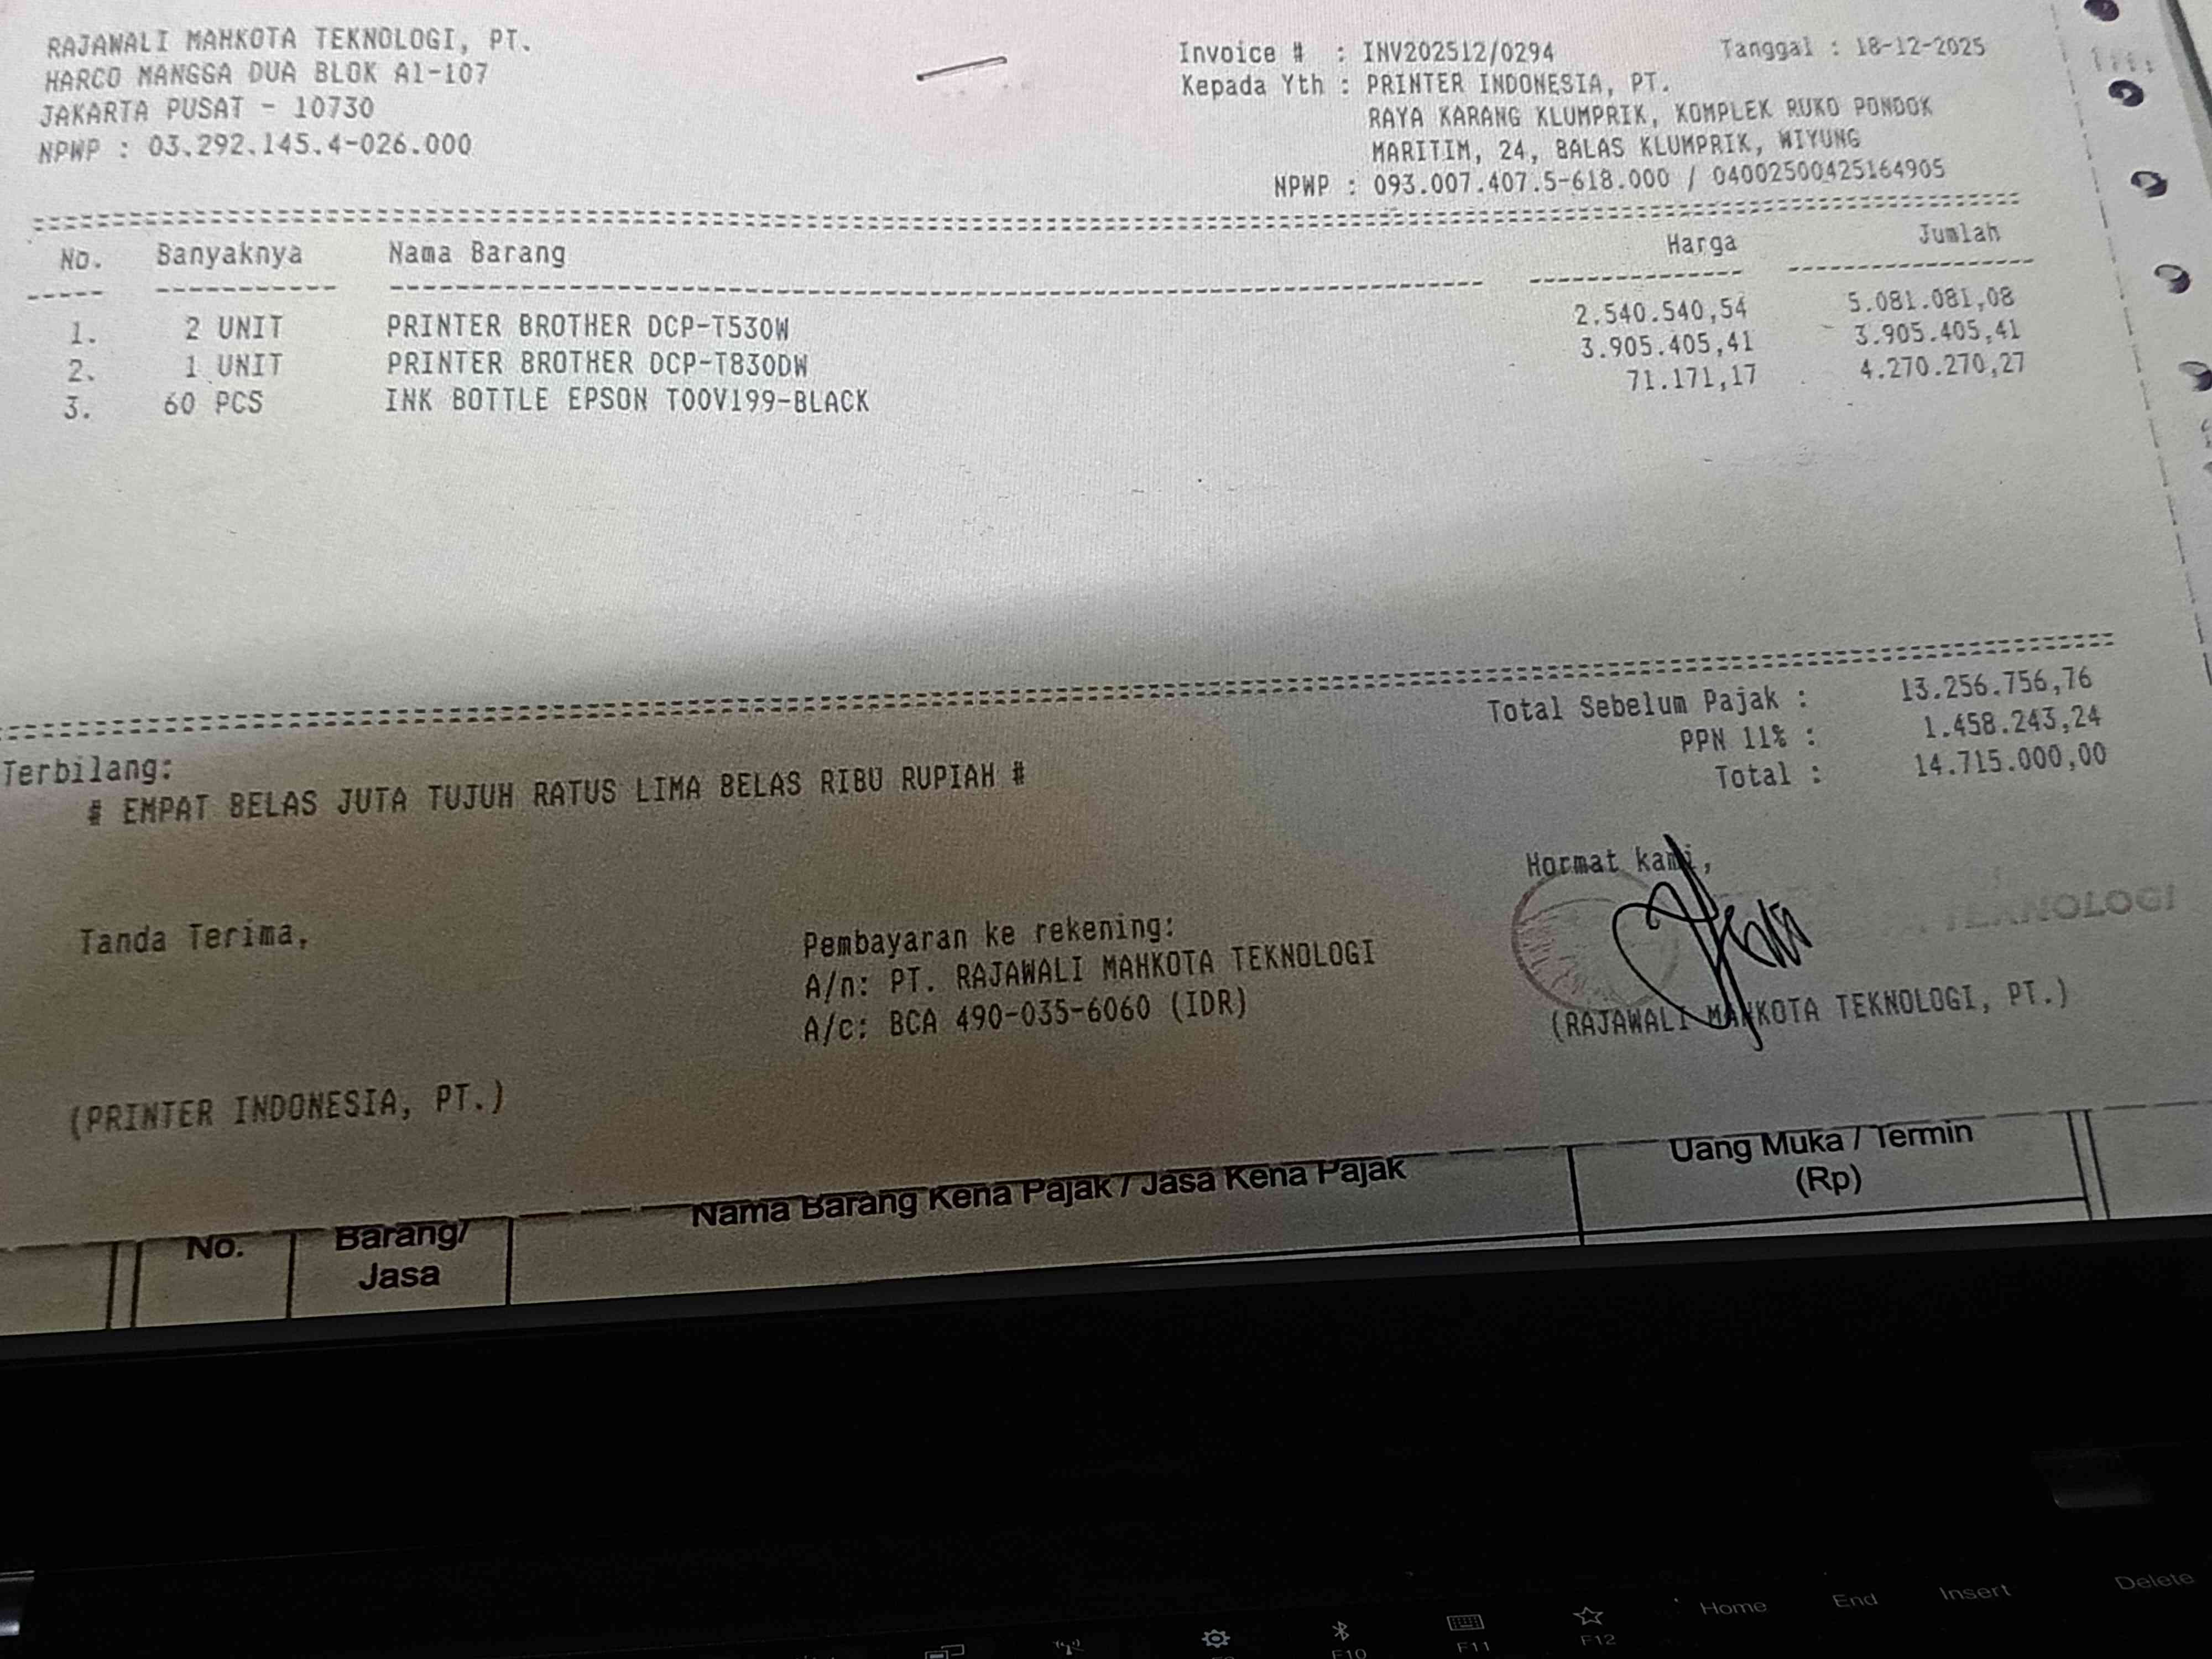 RAJAWALI MAHKOTA TEKNOLOGI, PT.
HARCO MANGGA DUA BLOK A1-107
JAKARTA PUSAT - 10730
NPWP : 03.292.145.4-026.000
Invoice # : INV202512/0294 Tanggal : 18-12-2025
Kepada Yth : PRINTER INDONESIA, PT.
RAYA KARANG KLUMPRIK, KOMPLEK RUKO PONDOK
MARITIM, 24, BALAS KLUMPRIK, WIYUNG
NPWP : 093.007.407.5-618.000 / 04002500425164905
No. Banyaknya Nama Barang Harga Jumlah
1. 2 UNIT PRINTER BROTHER DCP-T530W 2.540.540,54 5.081.081,08
2. 1 UNIT PRINTER BROTHER DCP-T830DW 3.905.405,41 3.905.405,41
3. 60 PCS INK BOTTLE EPSON T00V199-BLACK 71.171,17 4.270.270,27
Total Sebelum Pajak : 13.256.756,76
PPN 11% : 1.458.243,24
Total : 14.715.000,00
Terbilang:
# EMPAT BELAS JUTA TUJUH RATUS LIMA BELAS RIBU RUPIAH #
Tanda Terima,
(PRINTER INDONESIA, PT.)
Pembayaran ke rekening:
A/n: PT. RAJAWALI MAHKOTA TEKNOLOGI
A/c: BCA 490-035-6060 (IDR)
Hormat kami,
TEKNOLOGI
(RAJAWALI MAHKOTA TEKNOLOGI, PT.)
No. Barang/ Jasa Nama Barang Kena Pajak / Jasa Kena Pajak Uang Muka / Termin (Rp)
F10 F11 F12 Home End Insert Delete